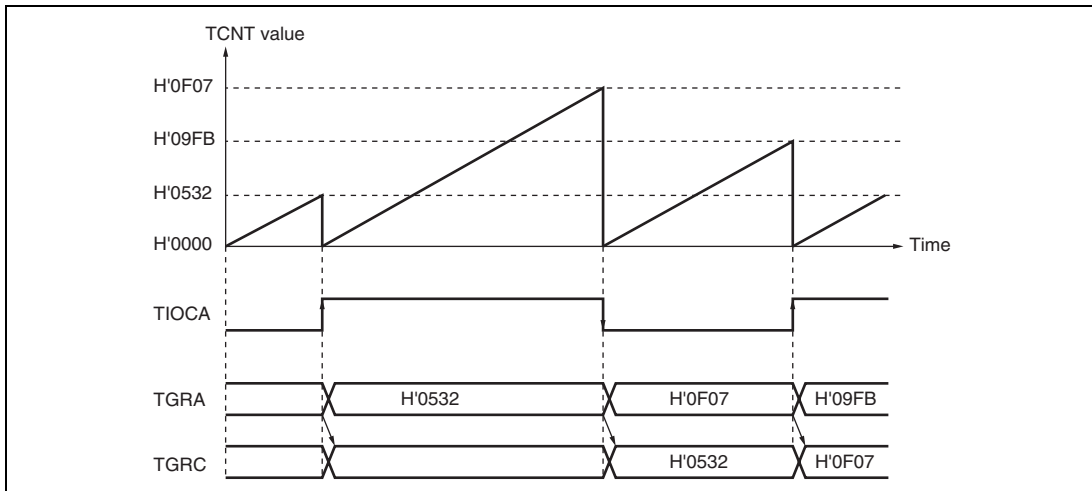 TCNT value
H'0F07
H'09FB
H'0532
H'0000
Time
TIOCA
TGRA
H'0532
H'0F07
H'09FB
TGRC
H'0532
H'0F07